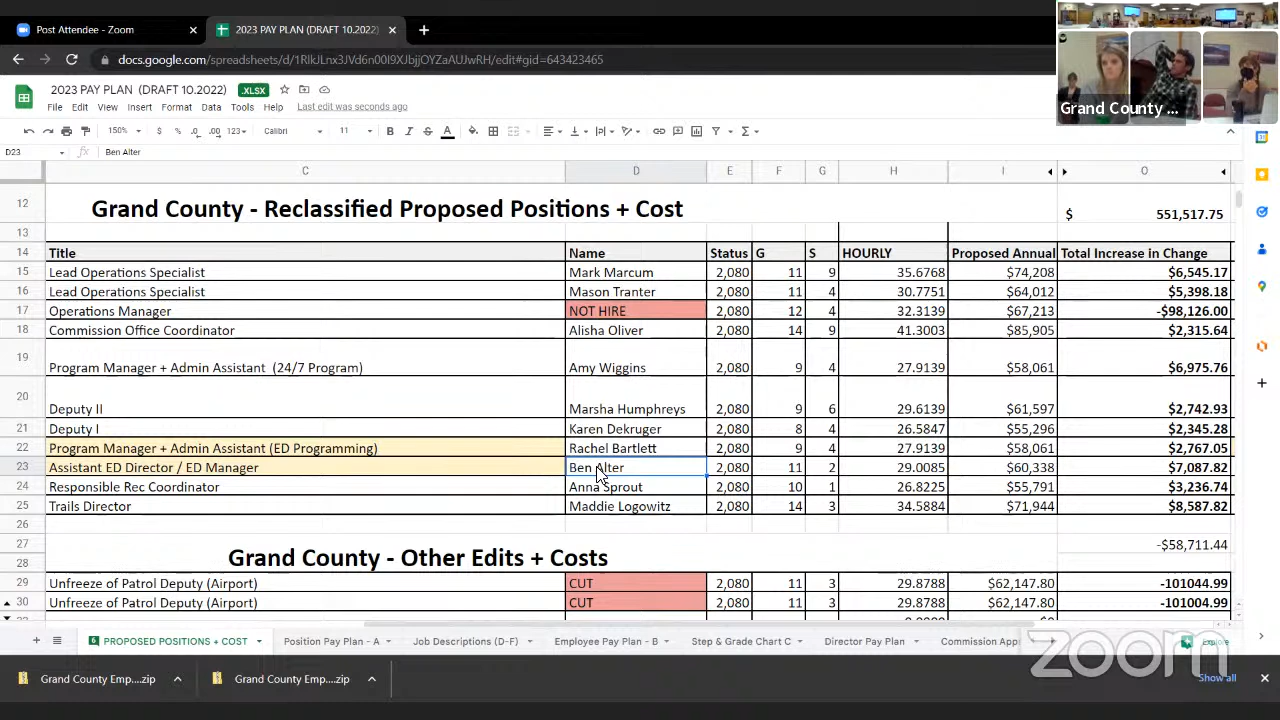 Post Attendee - Zoom
2023 PAY PLAN (DRAFT 10.2022)
docs.google.com/spreadsheets/d/1RlkJLnx3JVd6n00I9XJbjjOYZaAUJwRH/edit#gid=643423465
Grand County ...
2023 PAY PLAN (DRAFT 10.2022) .XLSX
File Edit View Insert Format Data Tools Help Last edit was seconds ago
150% $ % .0 .00 123 Calibri 11 B I S A
D23 fx Ben Alter
C D E F G H I O
12 Grand County - Reclassified Proposed Positions + Cost $ 551,517.75
13
14 Title Name Status G S HOURLY Proposed Annual Total Increase in Change
15 Lead Operations Specialist Mark Marcum 2,080 11 9 35.6768 $74,208 $6,545.17
16 Lead Operations Specialist Mason Tranter 2,080 11 4 30.7751 $64,012 $5,398.18
17 Operations Manager NOT HIRE 2,080 12 4 32.3139 $67,213 -$98,126.00
18 Commission Office Coordinator Alisha Oliver 2,080 14 9 41.3003 $85,905 $2,315.64
19 Program Manager + Admin Assistant (24/7 Program) Amy Wiggins 2,080 9 4 27.9139 $58,061 $6,975.76
20 Deputy II Marsha Humphreys 2,080 9 6 29.6139 $61,597 $2,742.93
21 Deputy I Karen Dekruger 2,080 8 4 26.5847 $55,296 $2,345.28
22 Program Manager + Admin Assistant (ED Programming) Rachel Bartlett 2,080 9 4 27.9139 $58,061 $2,767.05
23 Assistant ED Director / ED Manager Ben Alter 2,080 11 2 29.0085 $60,338 $7,087.82
24 Responsible Rec Coordinator Anna Sprout 2,080 10 1 26.8225 $55,791 $3,236.74
25 Trails Director Maddie Logowitz 2,080 14 3 34.5884 $71,944 $8,587.82
26
27 -$58,711.44
28 Grand County - Other Edits + Costs
29 Unfreeze of Patrol Deputy (Airport) CUT 2,080 11 3 29.8788 $62,147.80 -101044.99
30 Unfreeze of Patrol Deputy (Airport) CUT 2,080 11 3 29.8788 $62,147.80 -101004.99
6 PROPOSED POSITIONS + COST Position Pay Plan - A Job Descriptions (D-F) Employee Pay Plan - B Step & Grade Chart C Director Pay Plan Commission Appr Explore
zoom
Grand County Emp....zip Grand County Emp....zip Show all